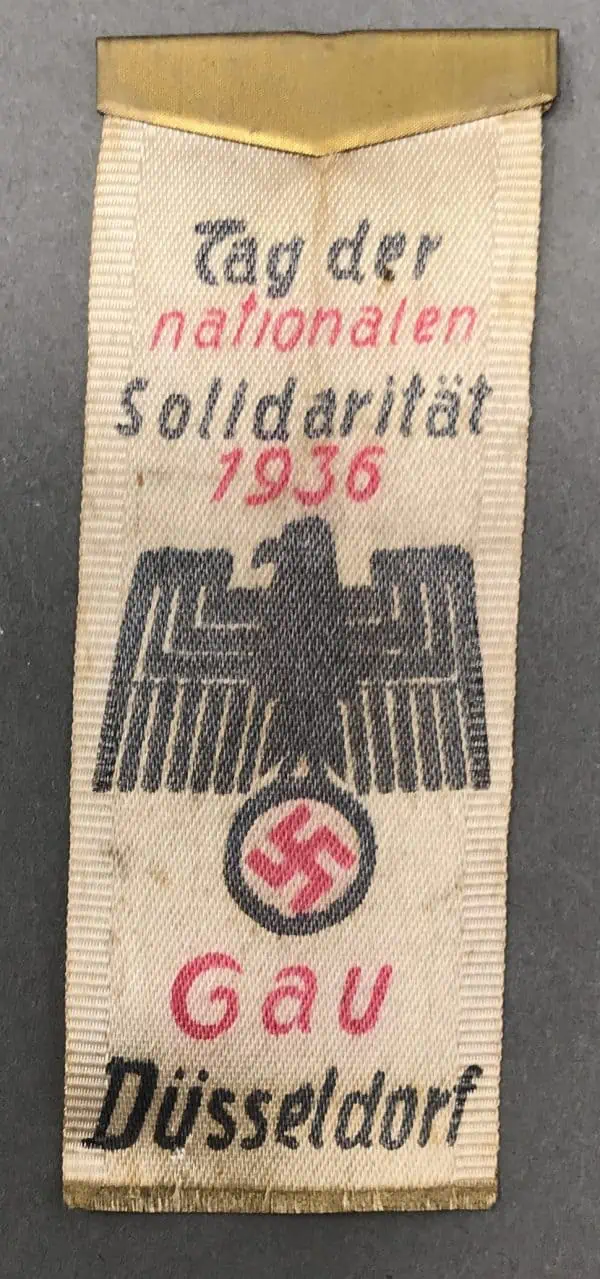 Tag der
nationalen
Solidarität
1936
Gau
Düsseldorf